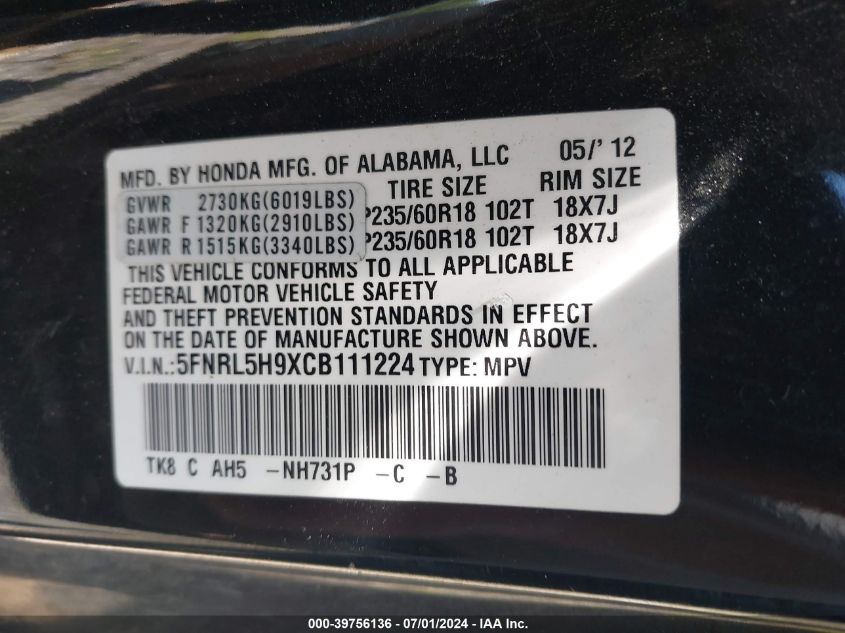 MFD. BY HONDA MFG. OF ALABAMA, LLC 05/' 12
TIRE SIZE RIM SIZE
GVWR 2730KG(6019LBS)
GAWR F 1320KG(2910LBS) P235/60R18 102T 18X7J
GAWR R 1515KG(3340LBS) P235/60R18 102T 18X7J
THIS VEHICLE CONFORMS TO ALL APPLICABLE
FEDERAL MOTOR VEHICLE SAFETY
AND THEFT PREVENTION STANDARDS IN EFFECT
ON THE DATE OF MANUFACTURE SHOWN ABOVE.
V.I.N.:5FNRL5H9XCB111224 TYPE: MPV
TK8 C AH5 -NH731P -C -B
000-39756136 - 07/01/2024 - IAA Inc.